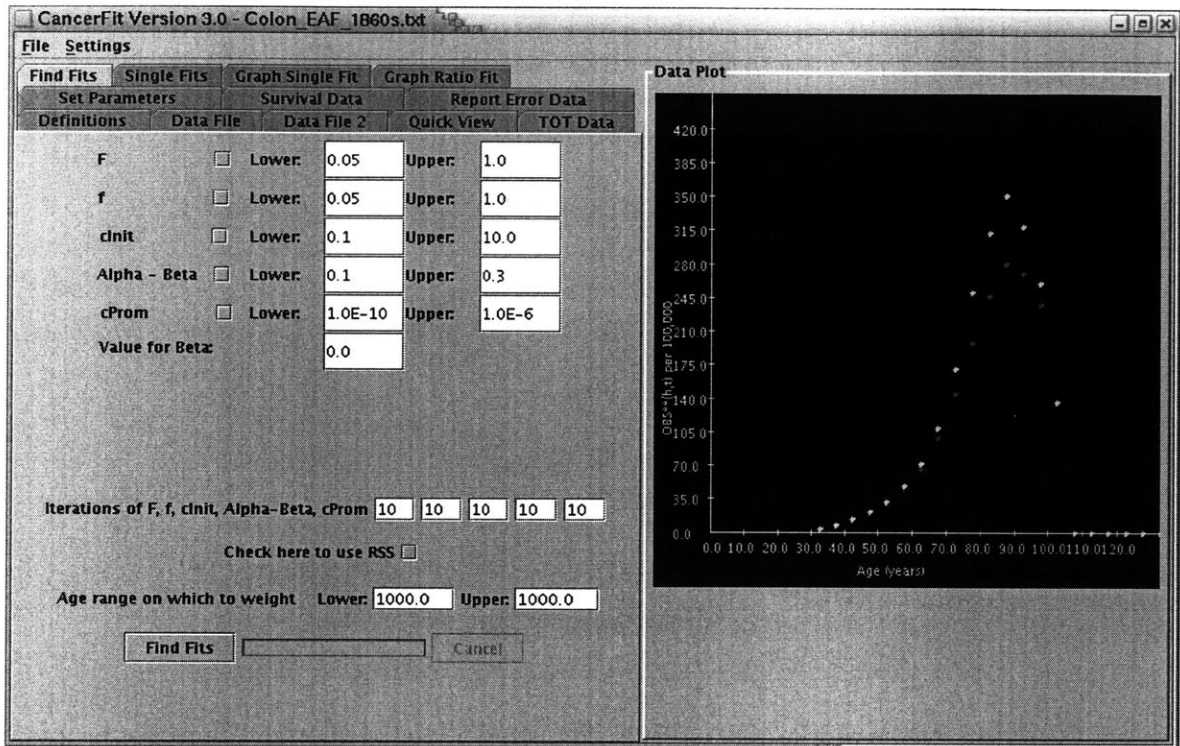 CancerFit Version 3.0 - Colon_EAF_1860s.txt
File Settings
Find Fits Single Fits Graph Single Fit Graph Ratio Fit
Set Parameters Survival Data Report Error Data
Definitions Data File Data File 2 Quick View TOT Data
F Lower: 0.05 Upper: 1.0
f Lower: 0.05 Upper: 1.0
cInit Lower: 0.1 Upper: 10.0
Alpha - Beta Lower: 0.1 Upper: 0.3
cProm Lower: 1.0E-10 Upper: 1.0E-6
Value for Beta: 0.0
Iterations of F, f, cInit, Alpha-Beta, cProm 10 10 10 10 10
Check here to use RSS
Age range on which to weight Lower: 1000.0 Upper: 1000.0
Find Fits Cancel
Data Plot
420.0
385.0
350.0
315.0
280.0
245.0
210.0
175.0
140.0
105.0
70.0
35.0
0.0
OBS**(h,t) per 100,000
0.0 10.0 20.0 30.0 40.0 50.0 60.0 70.0 80.0 90.0 100.0 110.0 120.0
Age (years)